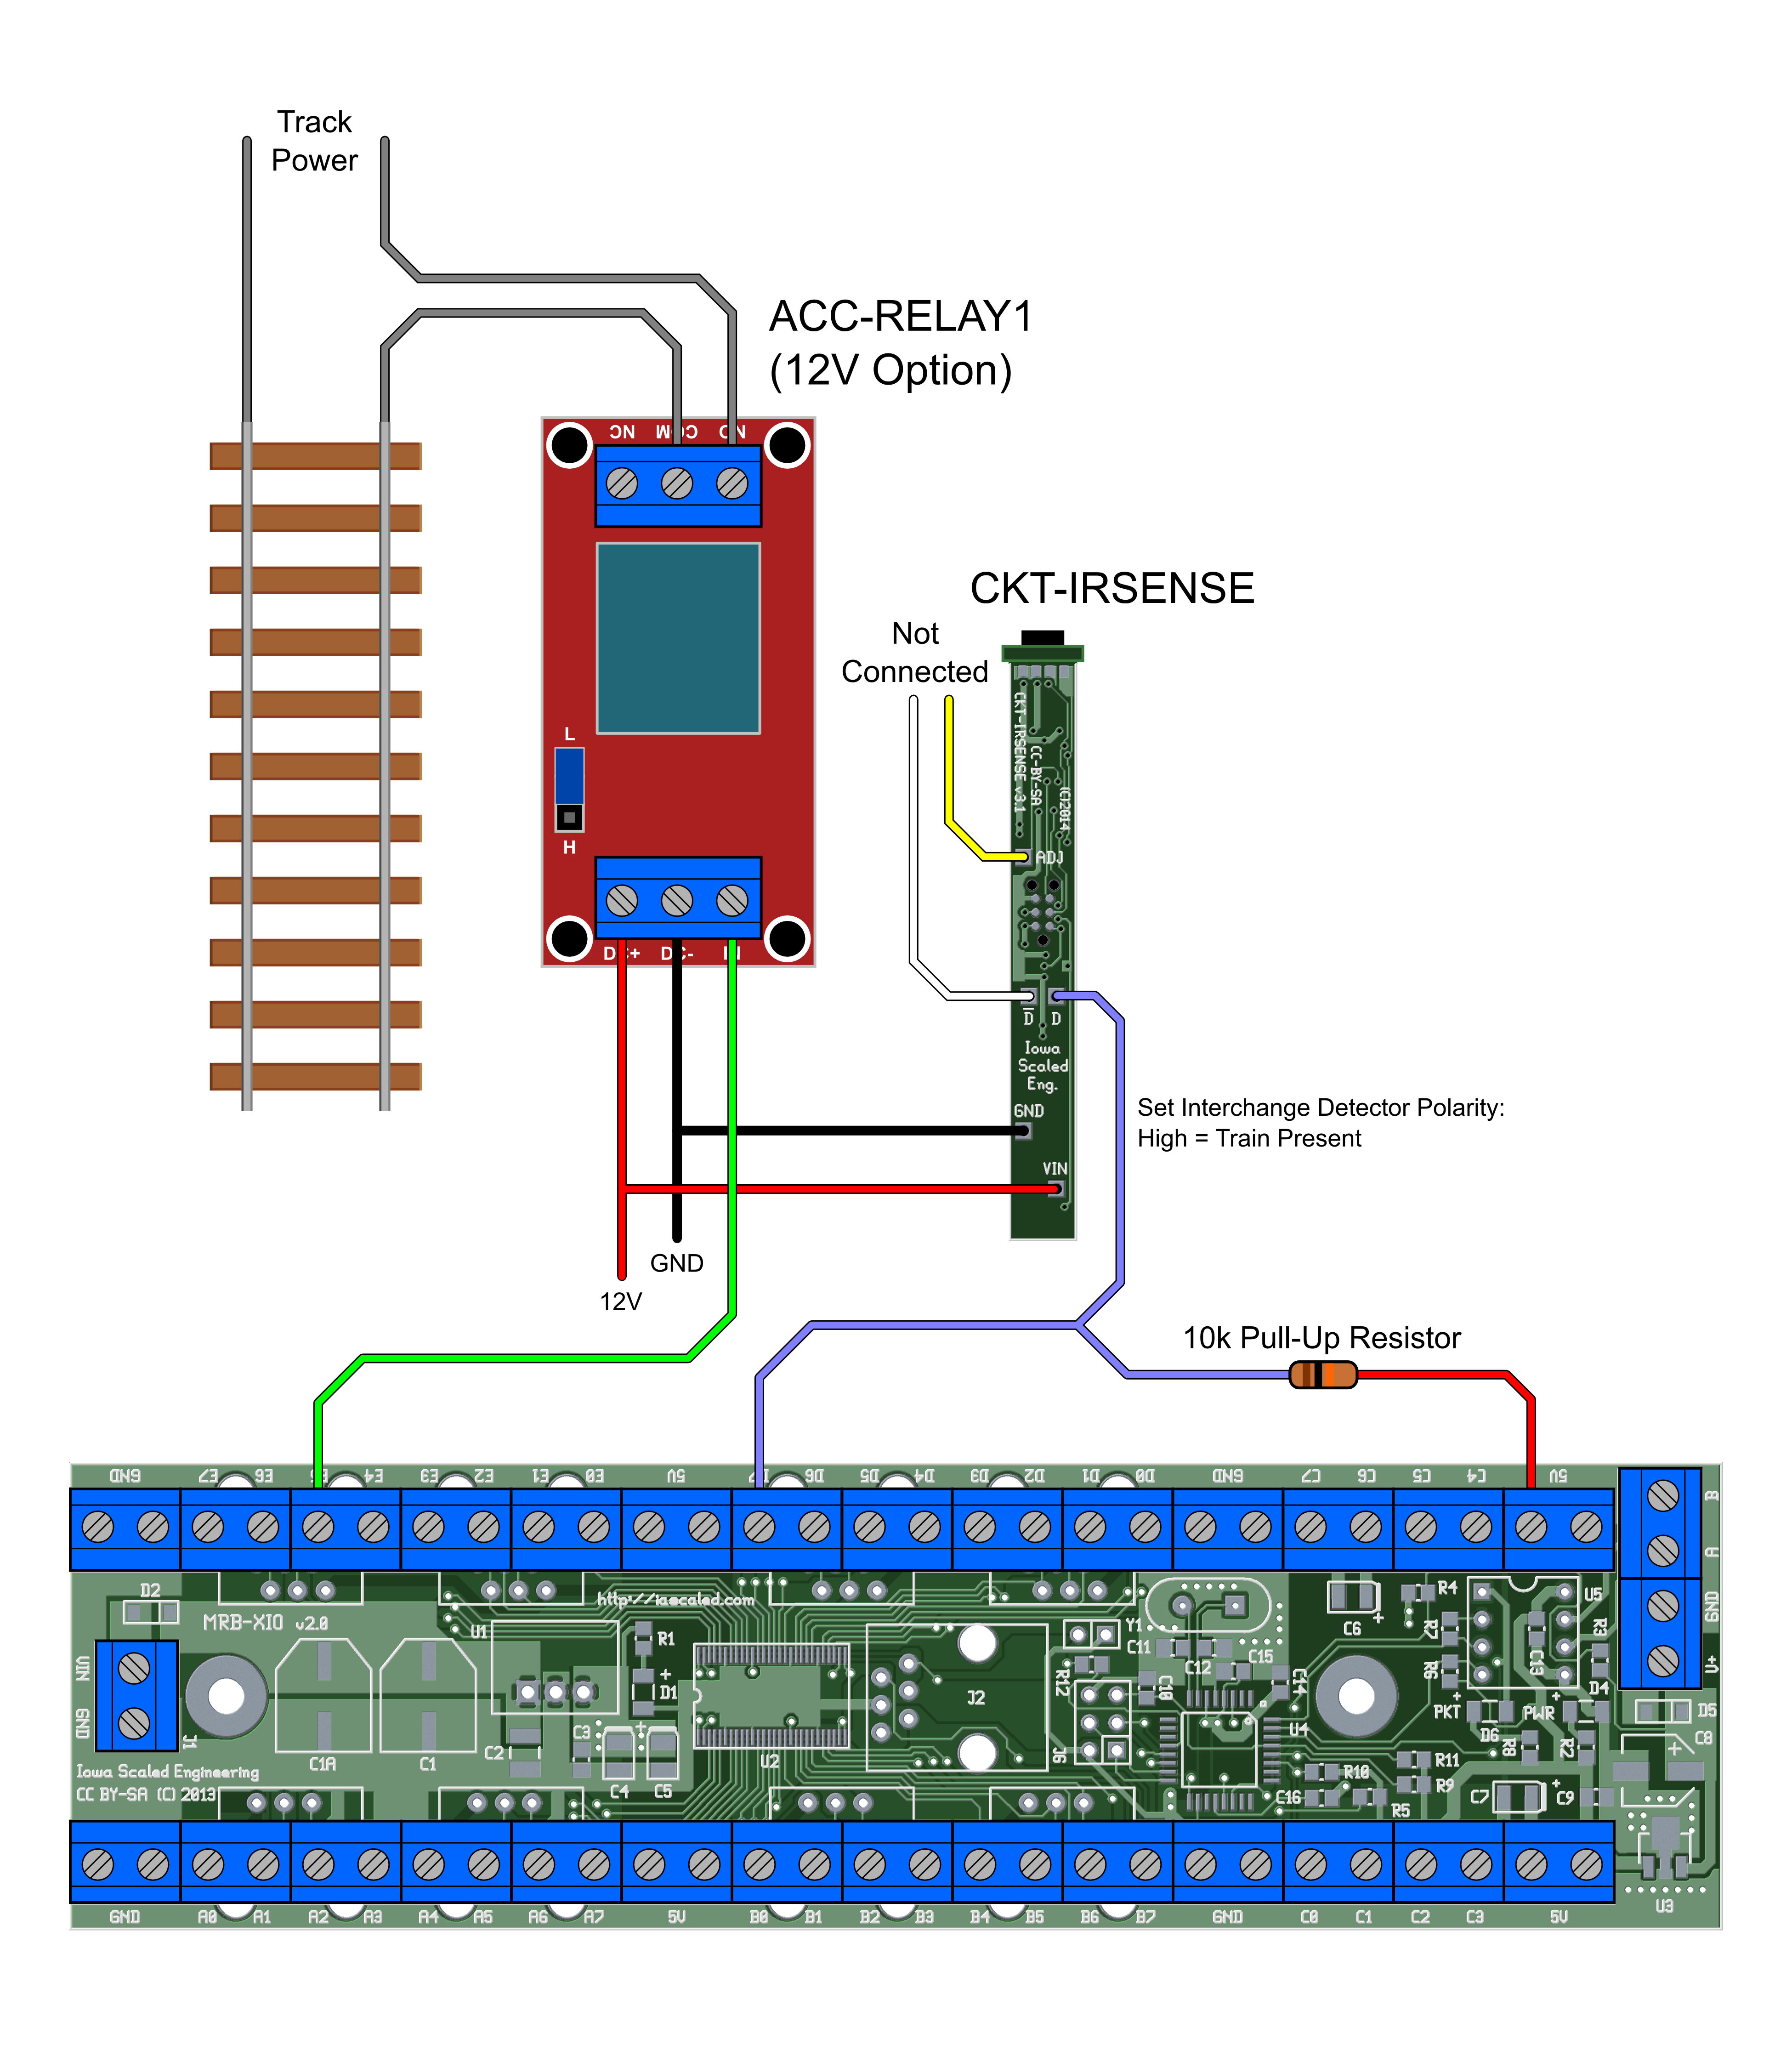 Track
Power
ACC-RELAY1
(12V Option)
NC COM NO
L
H
DC+ DC- IN
CKT-IRSENSE
Not
Connected
CKT-IRSENSE v3.1
CC-BY-SA
(C)2014
ADJ
D D
Iowa
Scaled
Eng.
GND
VIN
Set Interchange Detector Polarity:
High = Train Present
GND
12V
10k Pull-Up Resistor
GND E7 E6 E5 E4 E3 E2 E1 E0 5V D7 D6 D5 D4 D3 D2 D1 D0 GND C7 C6 C5 C4 5V
B
A
GND
V+
D2
MRB-XIO v2.0
http://iascaled.com
U1
R1
Y1
C11
C12
C15
C6
R4
U5
R7
R3
R6
C13
VIN
GND
J1
C1A
C1
C2
C3
D1
C4
C5
U2
J2
R12
C10
J6
C14
U4
PKT
D6
PWR
D4
D5
C8
R8
R2
R11
R10
R9
C16
R5
C7
C9
U3
Iowa Scaled Engineering
CC BY-SA (C) 2013
GND A0 A1 A2 A3 A4 A5 A6 A7 5V B0 B1 B2 B3 B4 B5 B6 B7 GND C0 C1 C2 C3 5V